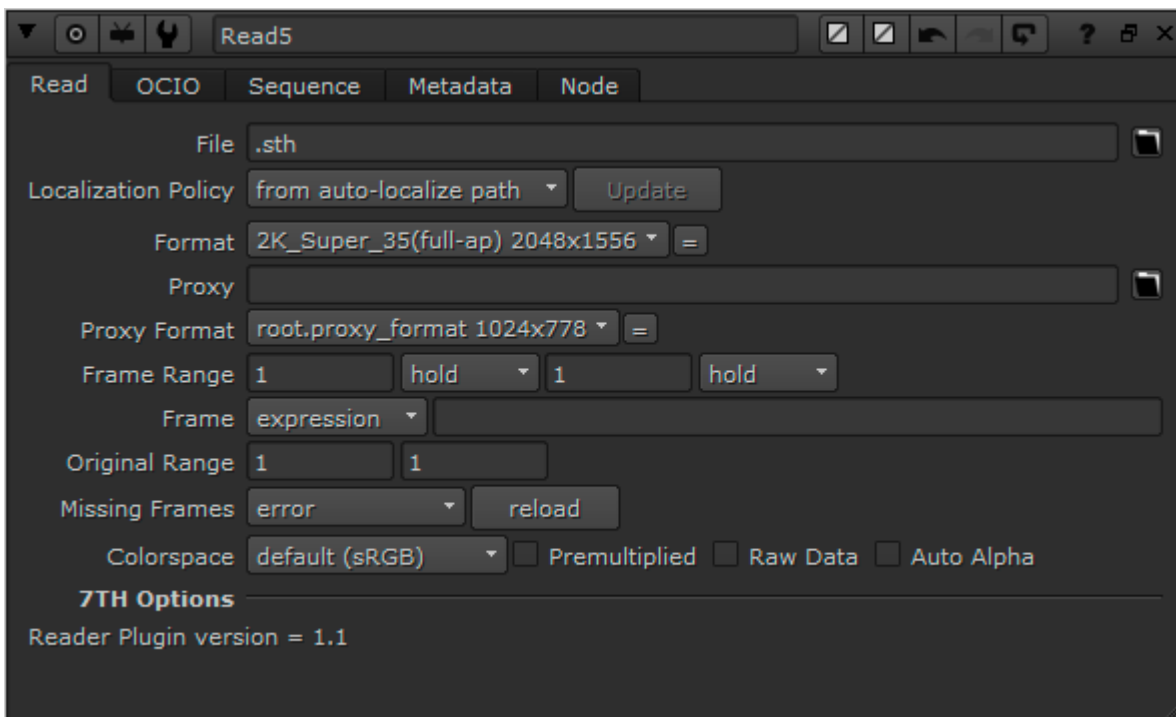 Read5 ?
Read OCIO Sequence Metadata Node
File .sth
Localization Policy from auto-localize path Update
Format 2K_Super_35(full-ap) 2048x1556 =
Proxy
Proxy Format root.proxy_format 1024x778 =
Frame Range 1 hold 1 hold
Frame expression
Original Range 1 1
Missing Frames error reload
Colorspace default (sRGB) Premultiplied Raw Data Auto Alpha
7TH Options
Reader Plugin version = 1.1